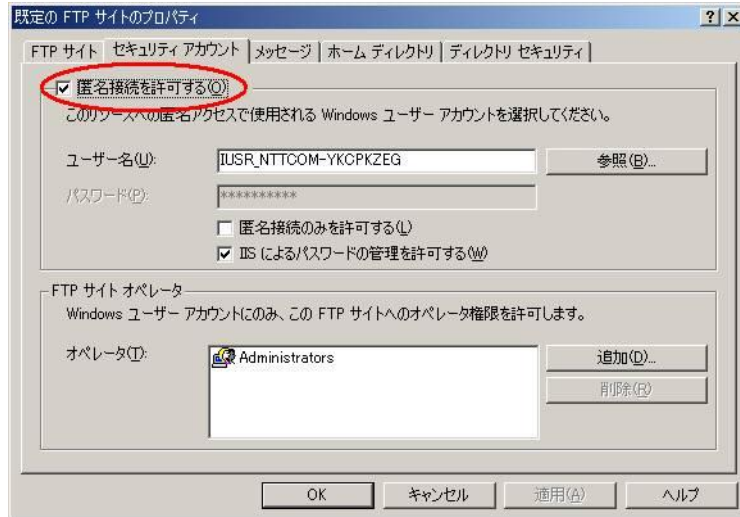 既定の FTP サイトのプロパティ
FTP サイト セキュリティ アカウント メッセージ ホーム ディレクトリ ディレクトリ セキュリティ
匿名接続を許可する(O)
このリソースへの匿名アクセスで使用される Windows ユーザー アカウントを選択してください。
ユーザー名(U): IUSR_NTTCOM-YKCPKZEG 参照(B)...
パスワード(P): **********
匿名接続のみを許可する(L)
IIS によるパスワードの管理を許可する(W)
FTP サイト オペレータ
Windows ユーザー アカウントにのみ、この FTP サイトへのオペレータ権限を許可します。
オペレータ(T): Administrators 追加(D)...
削除(R)
OK キャンセル 適用(A) ヘルプ